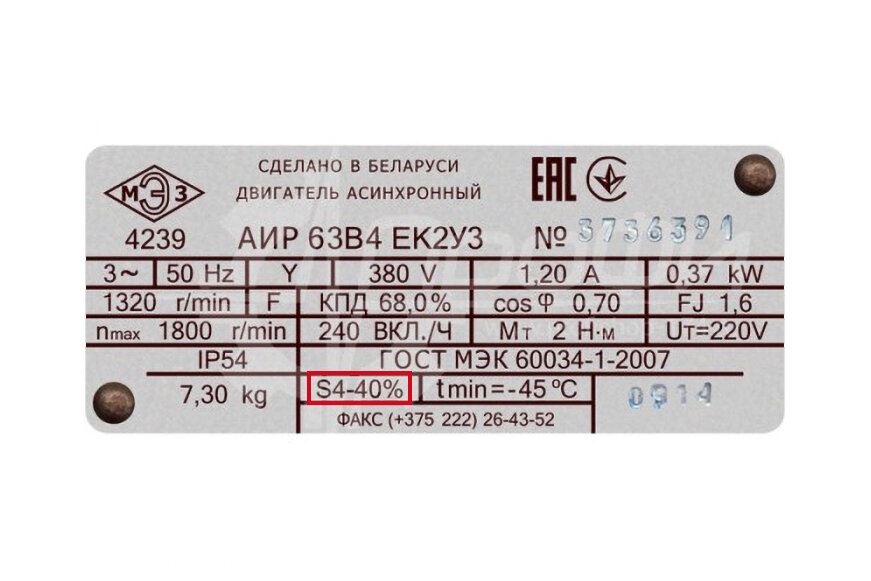 СДЕЛАНО В БЕЛАРУСИ
МЭЗ
ДВИГАТЕЛЬ АСИНХРОННЫЙ
EAC
4239 АИР 63В4 ЕК2У3 № 3736391
3~ 50 Hz Y 380 V 1,20 A 0,37 kW
1320 r/min F КПД 68,0% cos φ 0,70 FJ 1,6
nmax 1800 r/min 240 ВКЛ./Ч Мт 2 Н·м Uт=220V
IP54 ГОСТ МЭК 60034-1-2007
7,30 kg S4-40% tmin=-45 °C 0914
ФАКС (+375 222) 26-43-52